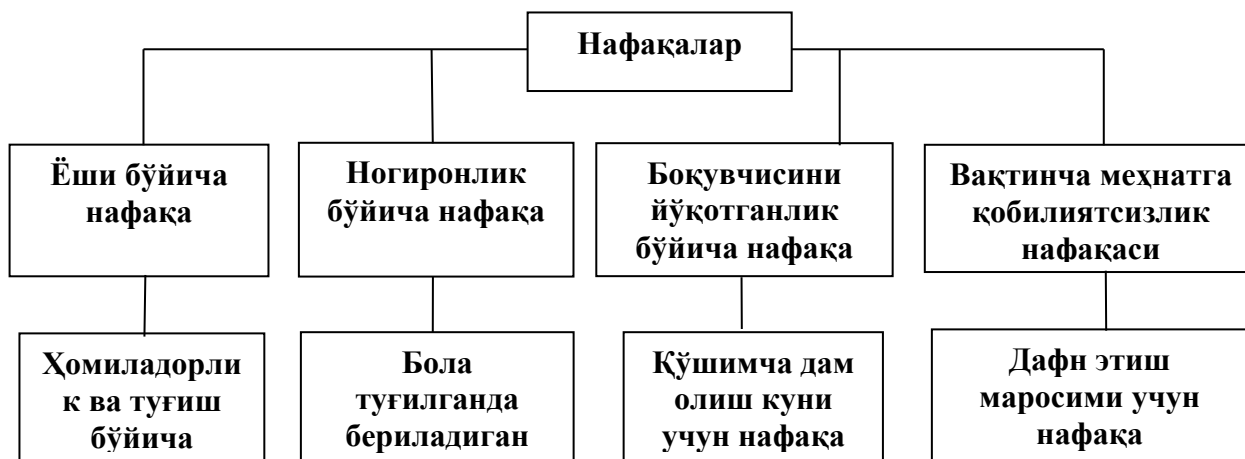 Нафақалар
Ёши бўйича
нафақа
Ногиронлик
бўйича нафақа
Боқувчисини
йўқотганлик
бўйича нафақа
Вақтинча меҳнатга
қобилиятсизлик
нафақаси
Ҳомиладорли
к ва туғиш
бўйича
Бола
туғилганда
бериладиган
Қўшимча дам
олиш куни
учун нафақа
Дафн этиш
маросими учун
нафақа